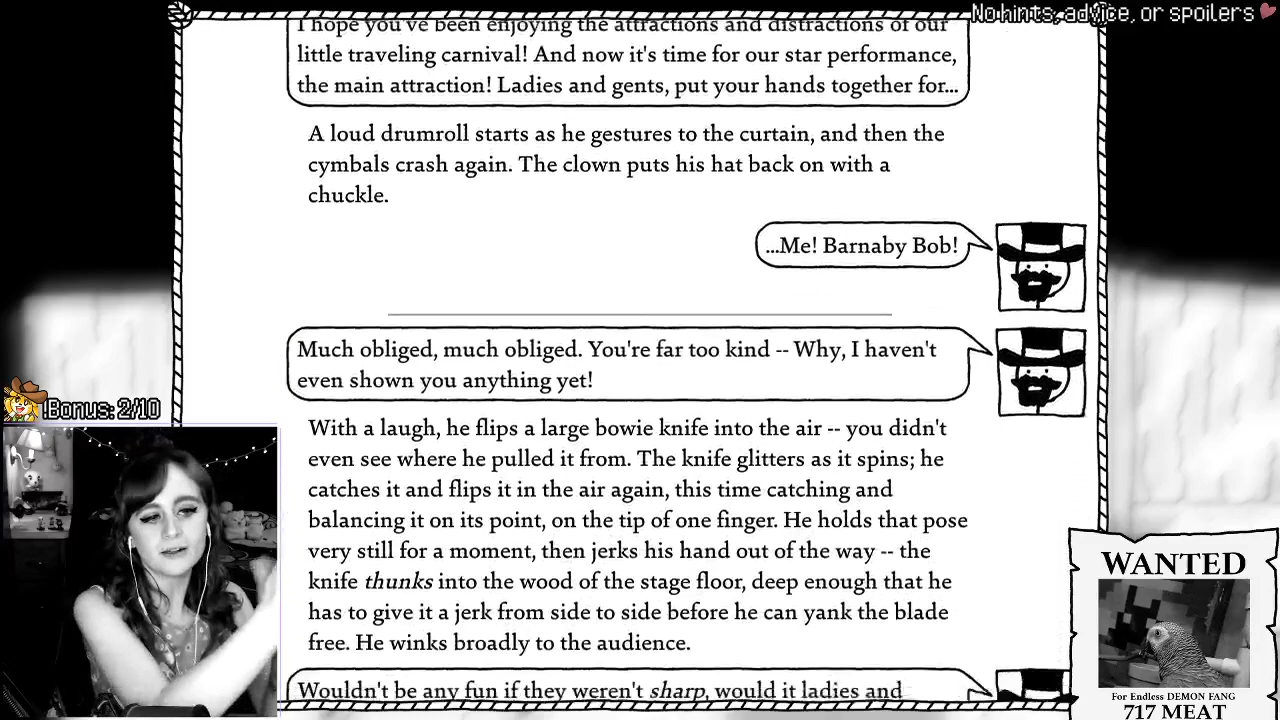 No hints, advice, or spoilers
I hope you've been enjoying the attractions and distractions of our
little traveling carnival! And now it's time for our star performance,
the main attraction! Ladies and gents, put your hands together for...
A loud drumroll starts as he gestures to the curtain, and then the
cymbals crash again. The clown puts his hat back on with a
chuckle.
...Me! Barnaby Bob!
Much obliged, much obliged. You're far too kind -- Why, I haven't
even shown you anything yet!
With a laugh, he flips a large bowie knife into the air -- you didn't
even see where he pulled it from. The knife glitters as it spins; he
catches it and flips it in the air again, this time catching and
balancing it on its point, on the tip of one finger. He holds that pose
very still for a moment, then jerks his hand out of the way -- the
knife thunks into the wood of the stage floor, deep enough that he
has to give it a jerk from side to side before he can yank the blade
free. He winks broadly to the audience.
Wouldn't be any fun if they weren't sharp, would it ladies and
!Bonus: 2/10
WANTED
For Endless DEMON FANG
717 MEAT